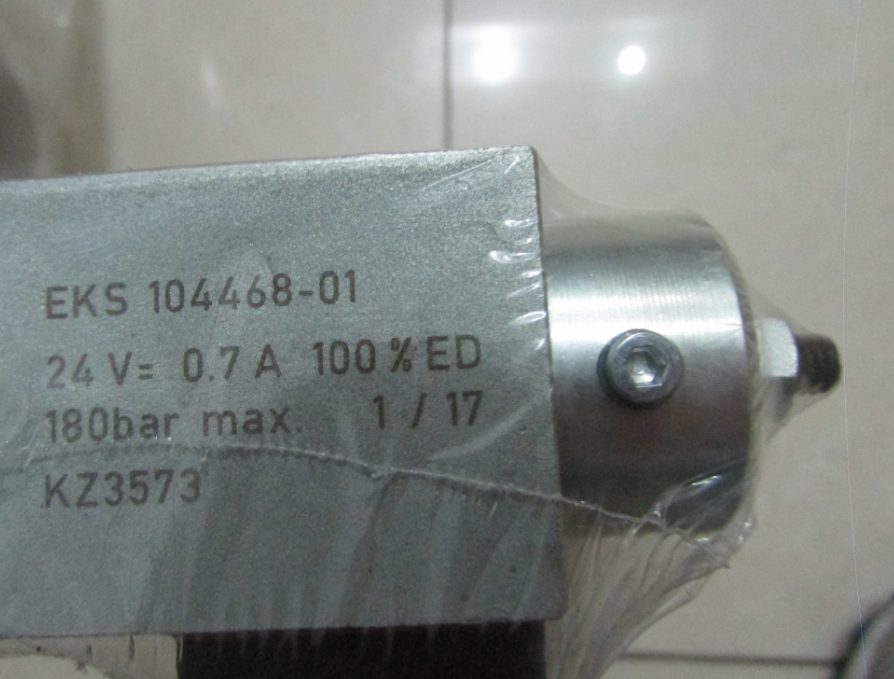 EKS 104468-01
24 V= 0.7 A 100 % ED
180bar max. 1 / 17
KZ3573